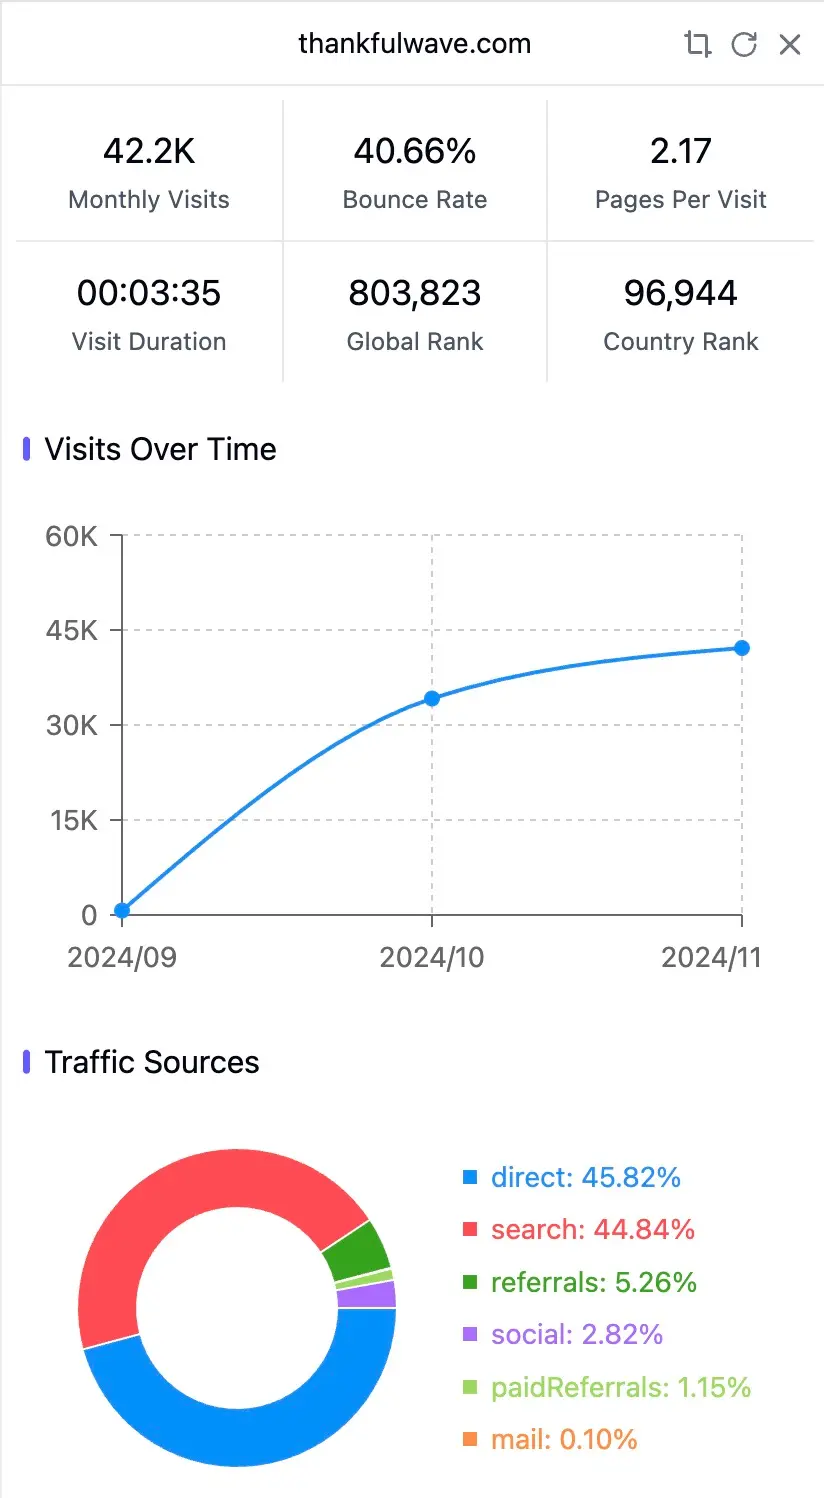 thankfulwave.com
42.2K 40.66% 2.17
Monthly Visits Bounce Rate Pages Per Visit
00:03:35 803,823 96,944
Visit Duration Global Rank Country Rank
Visits Over Time
60K
45K
30K
15K
0
2024/09 2024/10 2024/11
Traffic Sources
direct: 45.82%
search: 44.84%
referrals: 5.26%
social: 2.82%
paidReferrals: 1.15%
mail: 0.10%